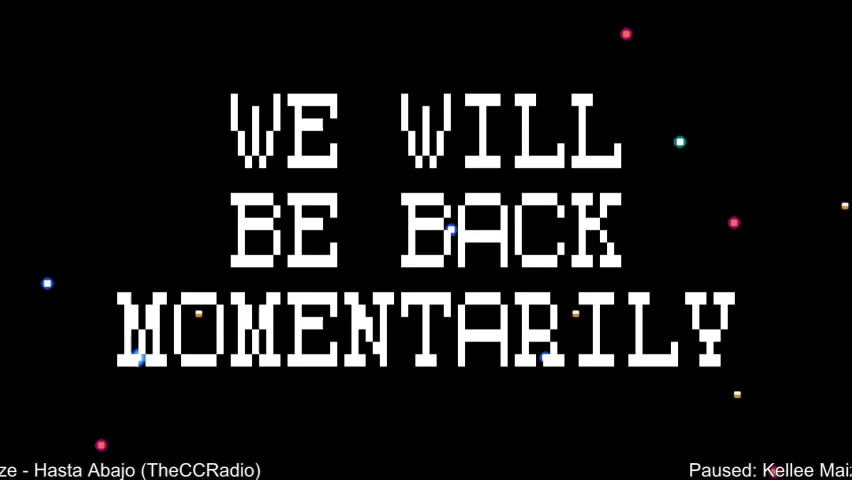 WE WILL
BE BACK
MOMENTARILY
ze - Hasta Abajo (TheCCRadio) Paused: Kellee Mai